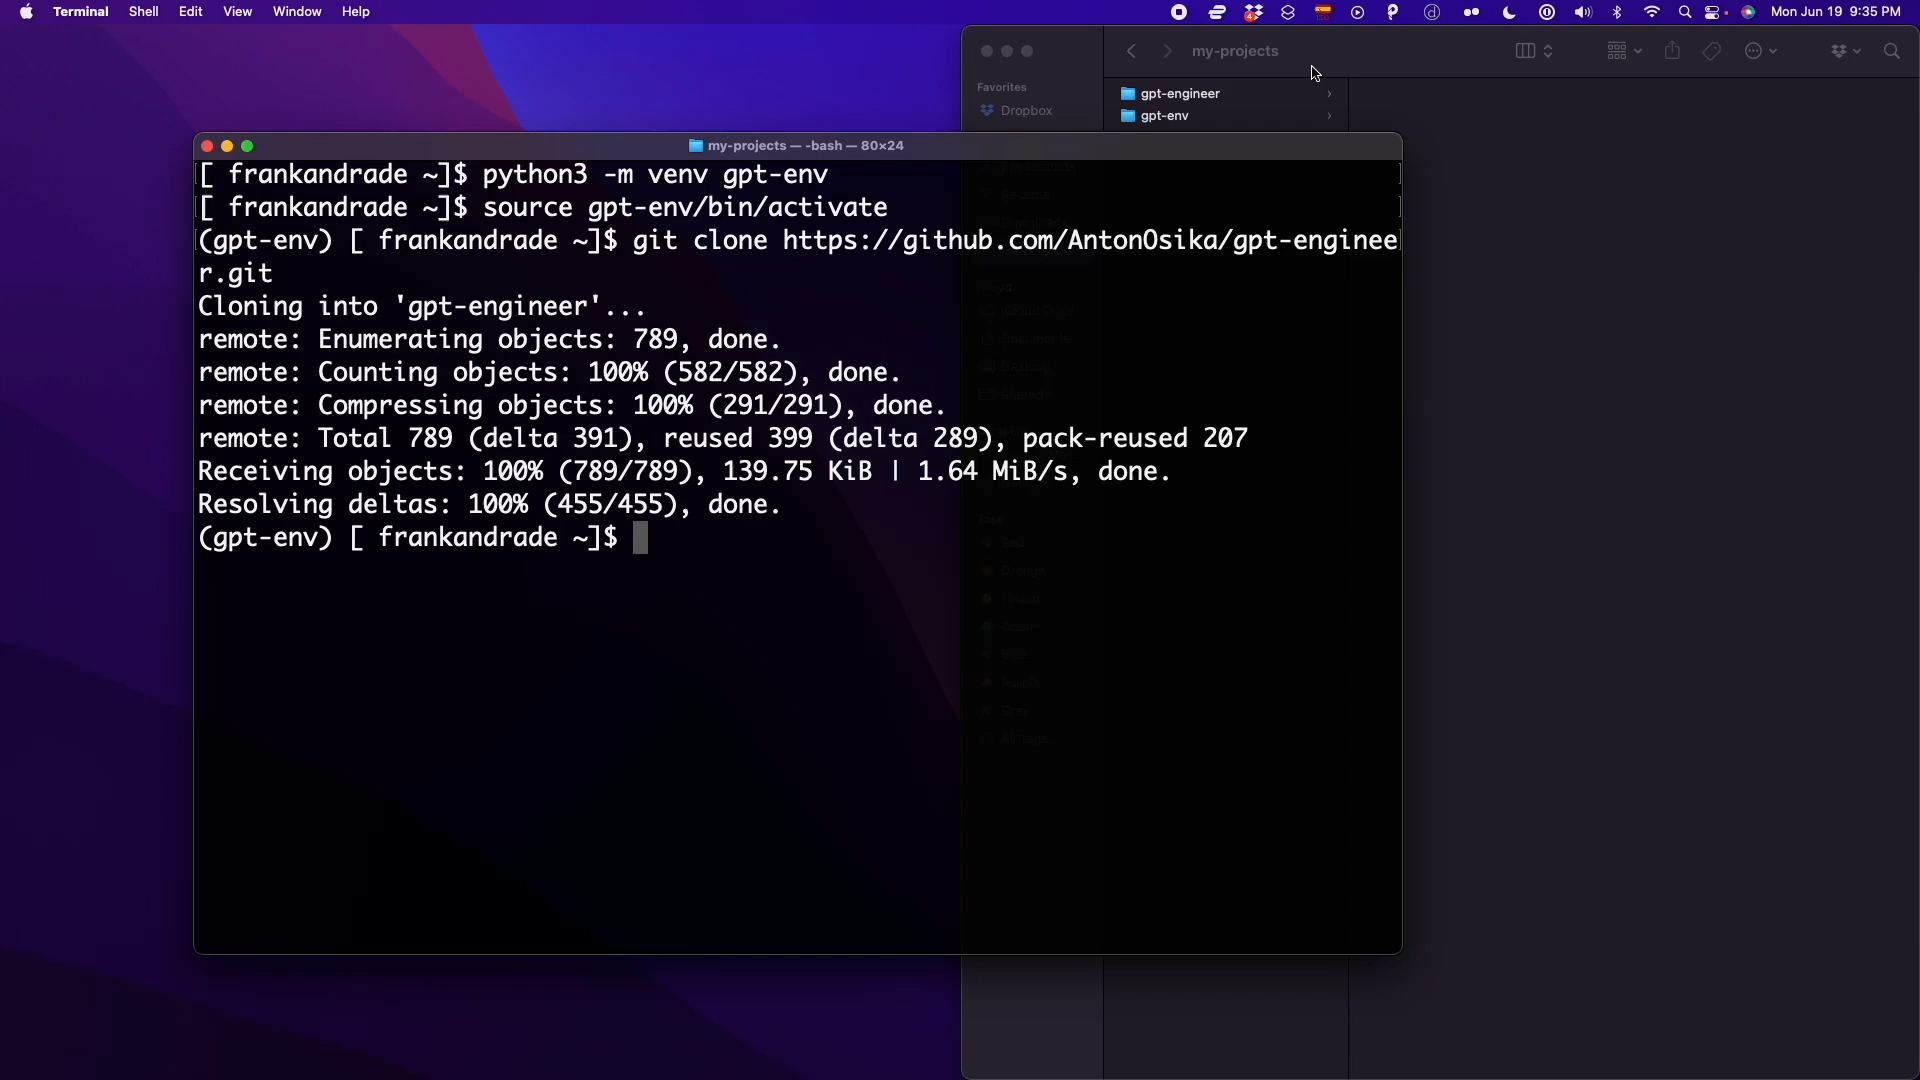 Terminal Shell Edit View Window Help
Mon Jun 19 9:35 PM
my-projects
Favorites
Dropbox
gpt-engineer
gpt-env
my-projects — -bash — 80×24
[ frankandrade ~]$ python3 -m venv gpt-env
[ frankandrade ~]$ source gpt-env/bin/activate
(gpt-env) [ frankandrade ~]$ git clone https://github.com/AntonOsika/gpt-enginee
r.git
Cloning into 'gpt-engineer'...
remote: Enumerating objects: 789, done.
remote: Counting objects: 100% (582/582), done.
remote: Compressing objects: 100% (291/291), done.
remote: Total 789 (delta 391), reused 399 (delta 289), pack-reused 207
Receiving objects: 100% (789/789), 139.75 KiB | 1.64 MiB/s, done.
Resolving deltas: 100% (455/455), done.
(gpt-env) [ frankandrade ~]$